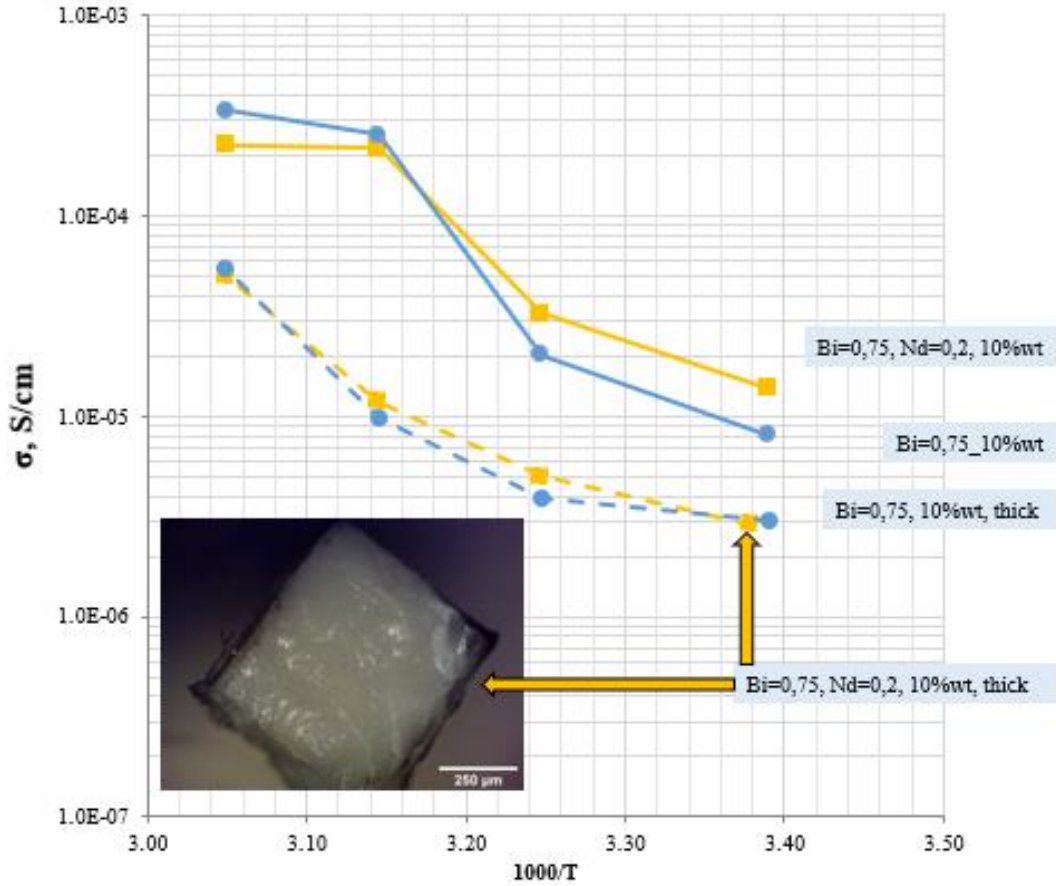 1.0E-03
1.0E-04
1.0E-05
1.0E-06
1.0E-07
σ, S/cm
Bi=0,75, Nd=0,2, 10%wt
Bi=0,75_10%wt
Bi=0,75, 10%wt, thick
Bi=0,75, Nd=0,2, 10%wt, thick
250 µm
3.00 3.10 3.20 3.30 3.40 3.50
1000/T